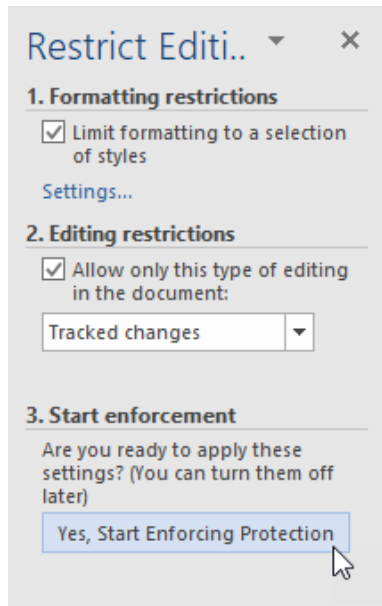 Restrict Editi..
1. Formatting restrictions
Limit formatting to a selection
of styles
Settings...
2. Editing restrictions
Allow only this type of editing
in the document:
Tracked changes
3. Start enforcement
Are you ready to apply these
settings? (You can turn them off
later)
Yes, Start Enforcing Protection